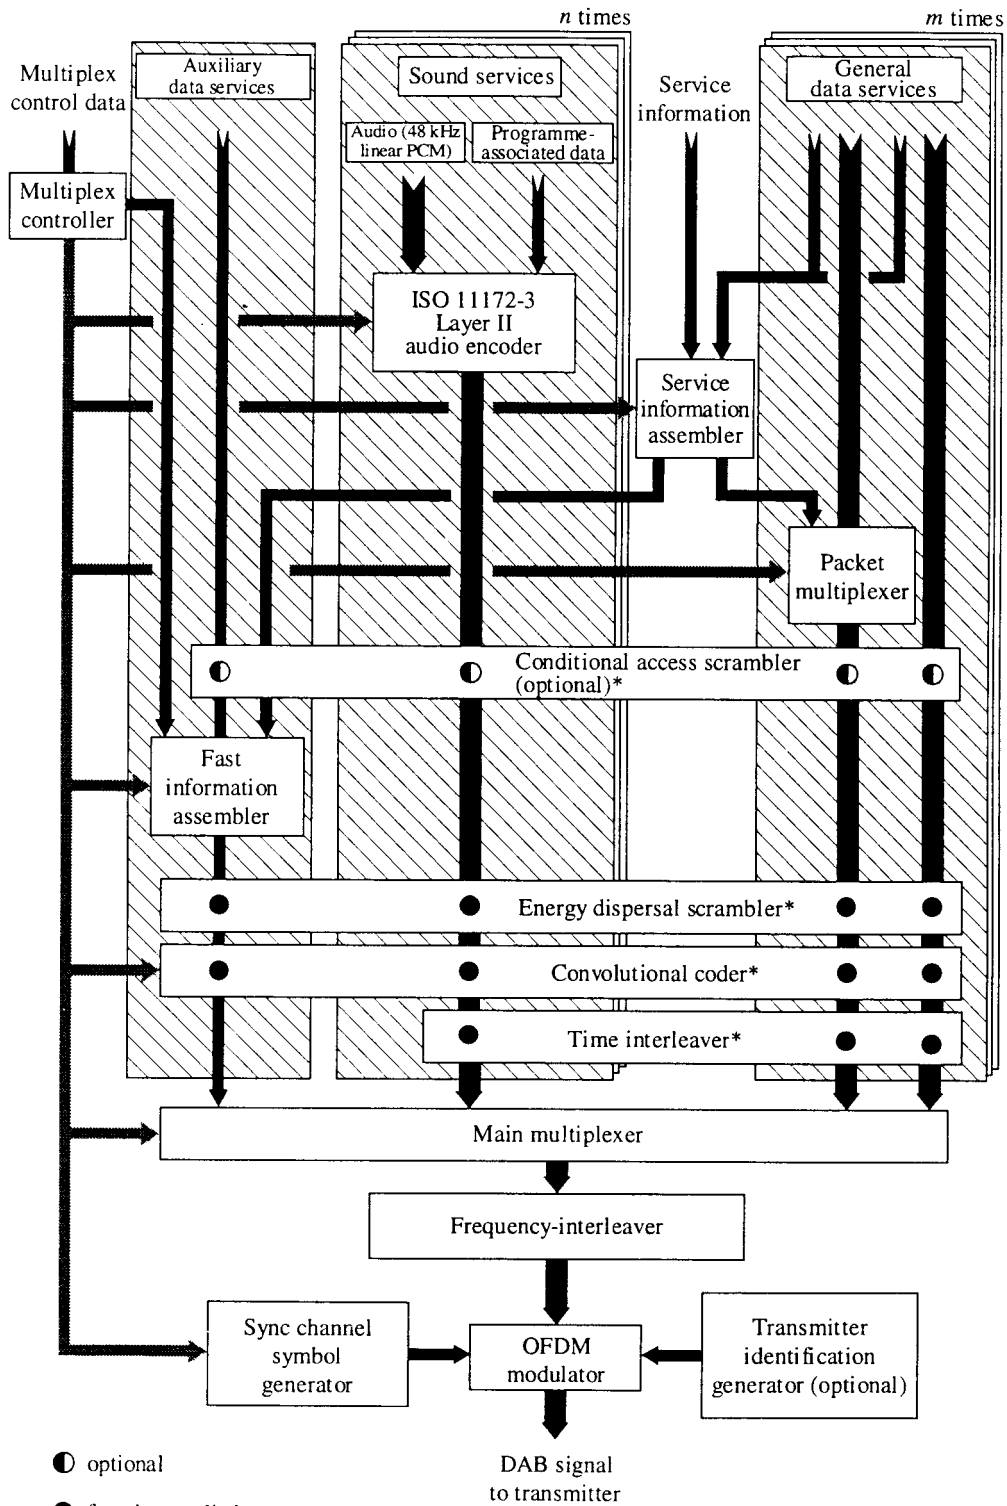 n times
m times
Multiplex
control data
Auxiliary
data services
Sound services
Service
information
General
data services
Audio (48 kHz
linear PCM)
Programme-
associated data
Multiplex
controller
ISO 11172-3
Layer II
audio encoder
Service
information
assembler
Packet
multiplexer
Conditional access scrambler
(optional)*
Fast
information
assembler
Energy dispersal scrambler*
Convolutional coder*
Time interleaver*
Main multiplexer
Frequency-interleaver
Sync channel
symbol
generator
OFDM
modulator
Transmitter
identification
generator (optional)
optional
DAB signal
to transmitter